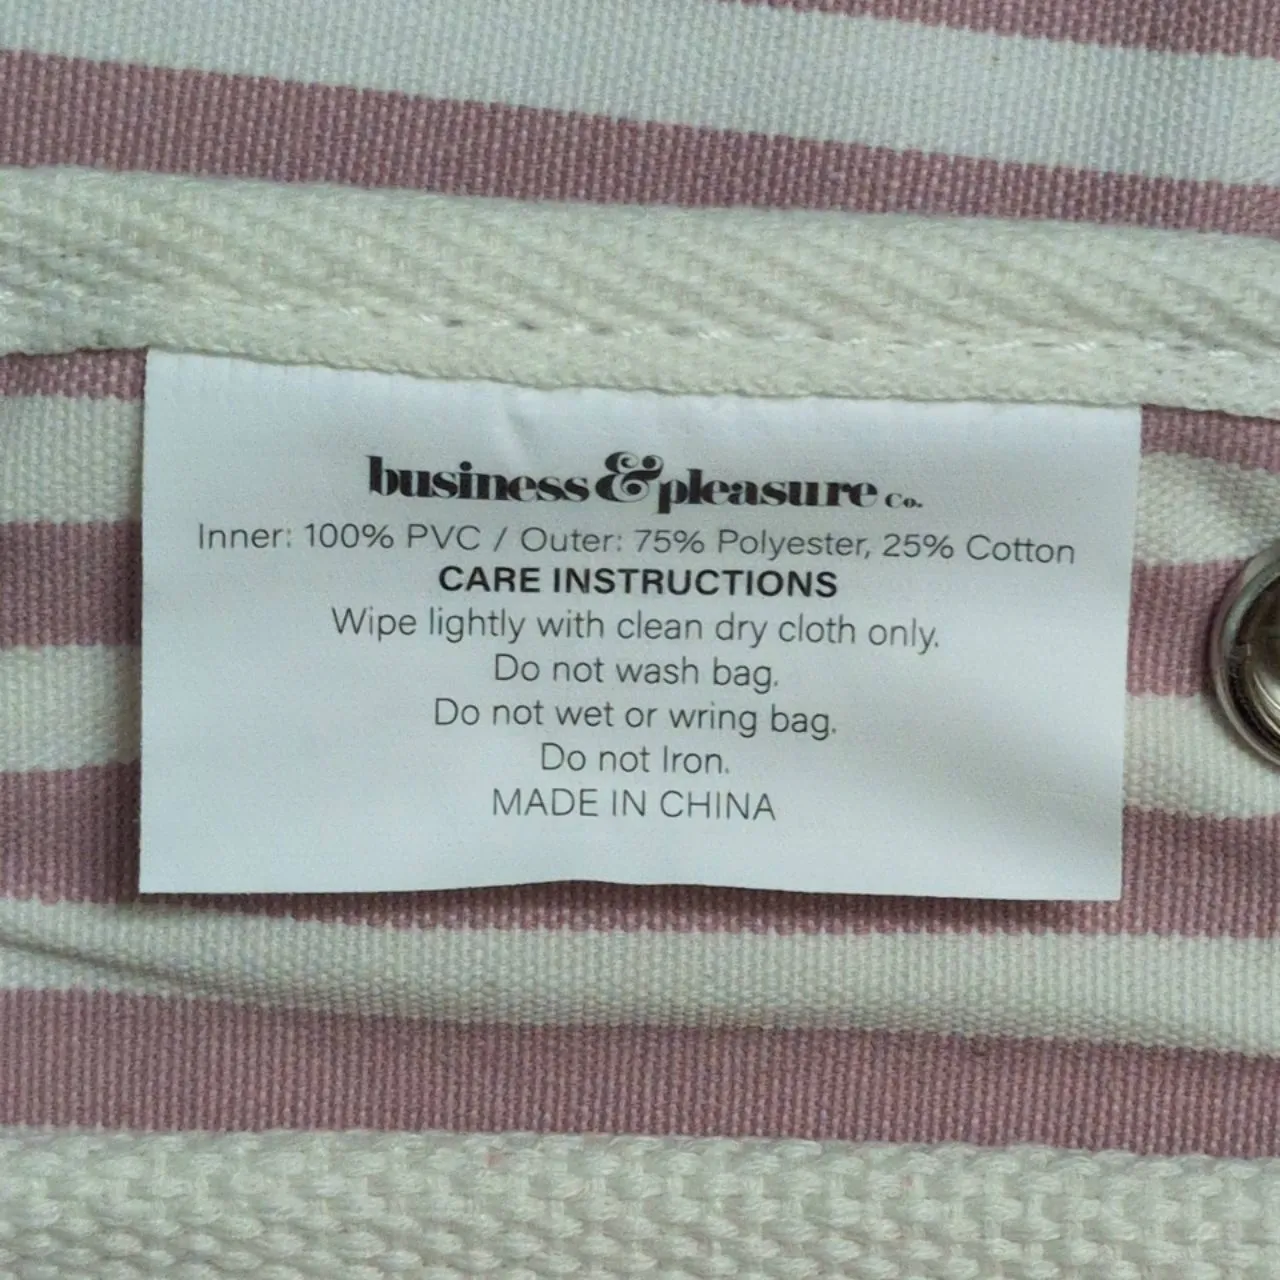 business & pleasure Co.
Inner: 100% PVC / Outer: 75% Polyester, 25% Cotton
CARE INSTRUCTIONS
Wipe lightly with clean dry cloth only.
Do not wash bag.
Do not wet or wring bag.
Do not Iron.
MADE IN CHINA